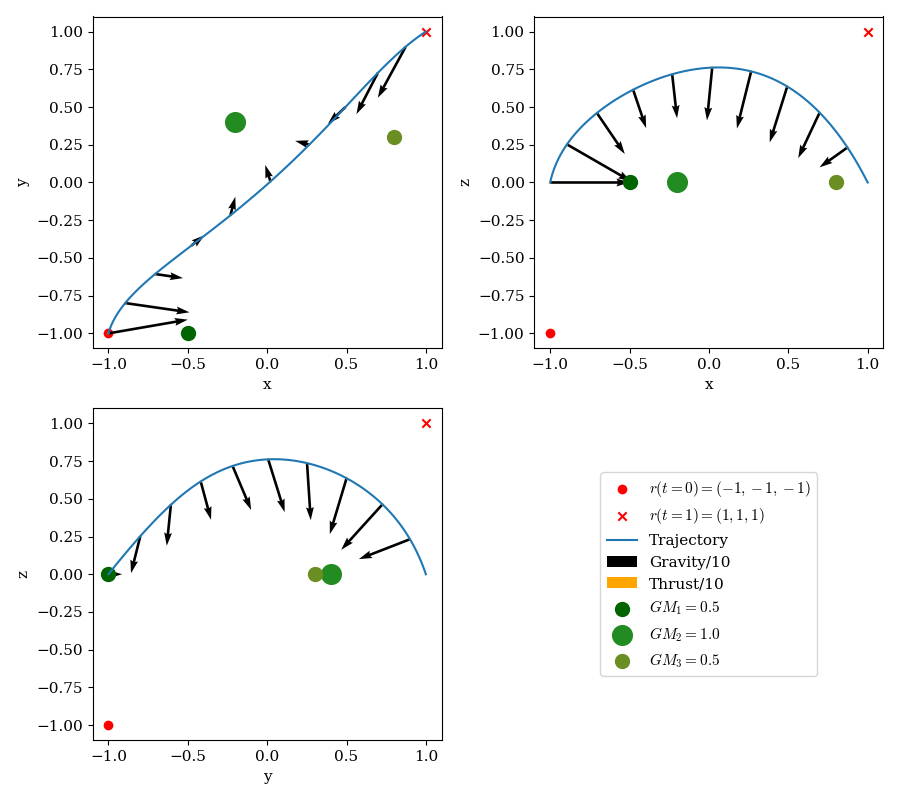 1.00
0.75
0.50
0.25
0.00
−0.25
−0.50
−0.75
−1.00
y
−1.0 −0.5 0.0 0.5 1.0
x
1.00
0.75
0.50
0.25
0.00
−0.25
−0.50
−0.75
−1.00
z
−1.0 −0.5 0.0 0.5 1.0
x
1.00
0.75
0.50
0.25
0.00
−0.25
−0.50
−0.75
−1.00
z
−1.0 −0.5 0.0 0.5 1.0
y
r(t = 0) = (−1, −1, −1)
r(t = 1) = (1, 1, 1)
Trajectory
Gravity/10
Thrust/10
GM₁ = 0.5
GM₂ = 1.0
GM₃ = 0.5